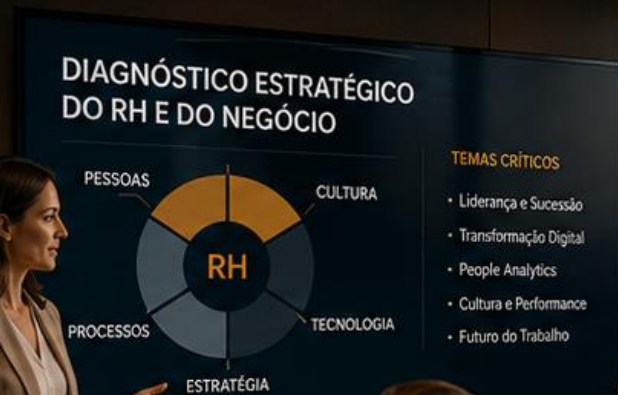 DIAGNÓSTICO ESTRATÉGICO
DO RH E DO NEGÓCIO
PESSOAS
CULTURA
RH
PROCESSOS
TECNOLOGIA
ESTRATÉGIA
TEMAS CRÍTICOS
• Liderança e Sucessão
• Transformação Digital
• People Analytics
• Cultura e Performance
• Futuro do Trabalho